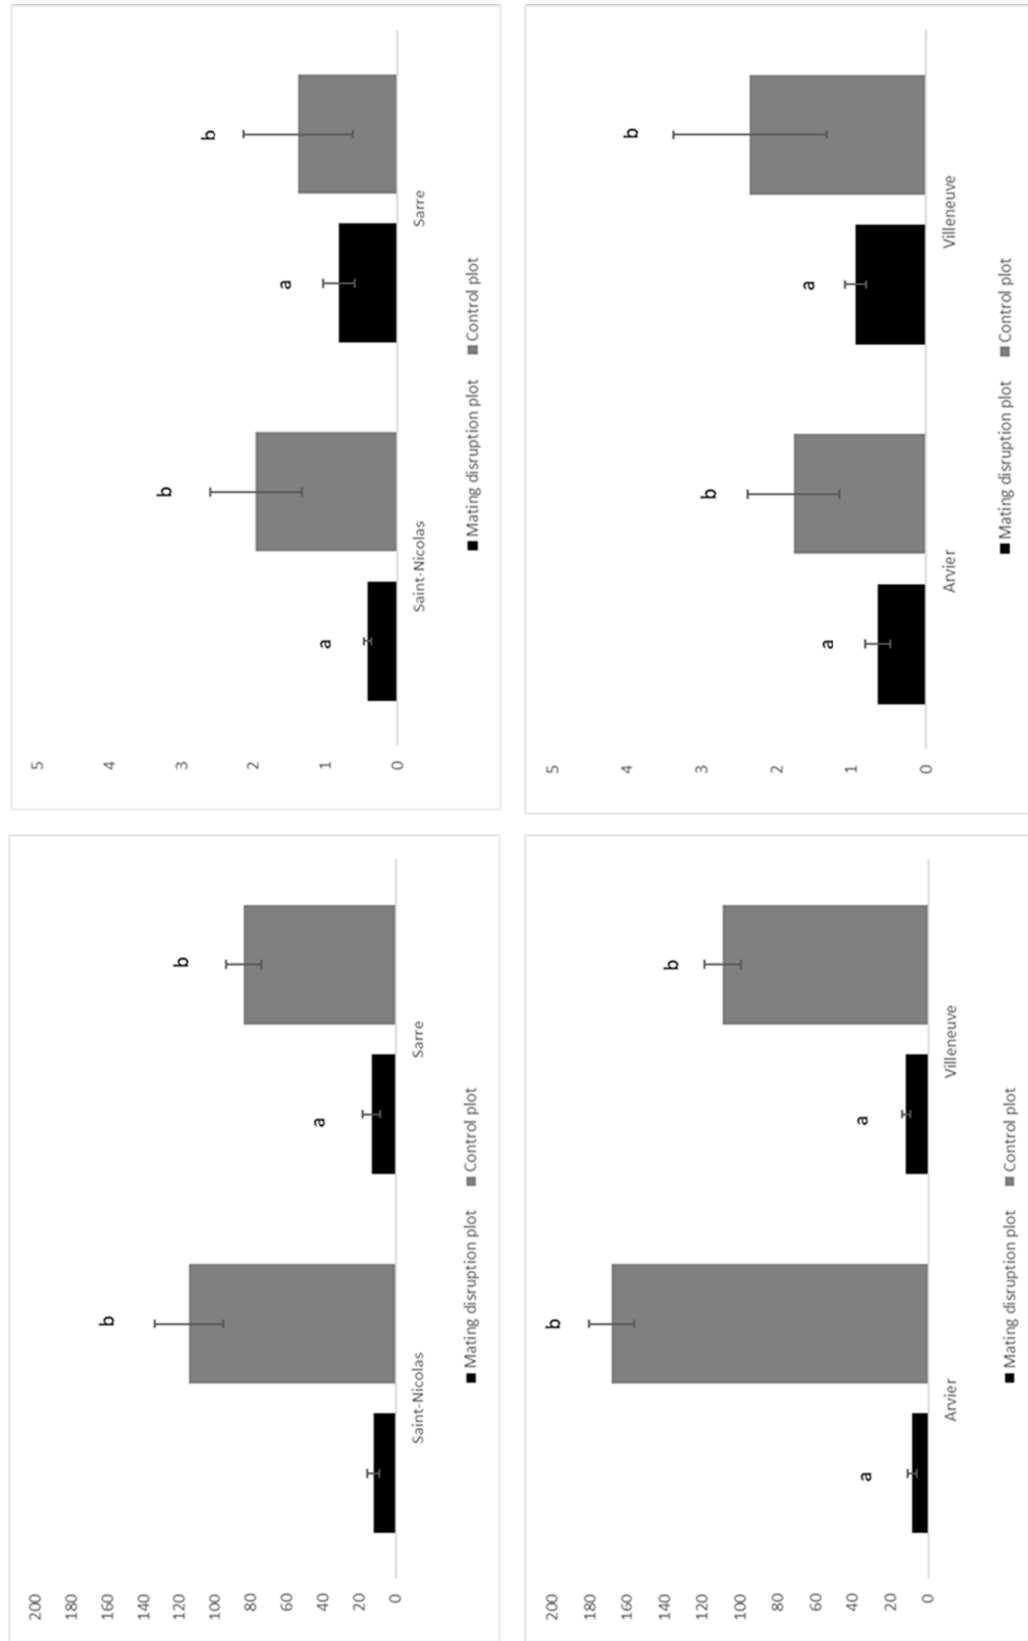 200
180
160
140
120
100
80
60
40
20
0
b
b
a
Saint-Nicolas
Sarre
Mating disruption plot
Control plot
5
4
3
2
1
0
a
b
a
b
Saint-Nicolas
Sarre
Mating disruption plot
Control plot
200
180
160
140
120
100
80
60
40
20
0
a
b
a
b
Arvier
Villeneuve
Mating disruption plot
Control plot
5
4
3
2
1
0
a
b
a
b
Arvier
Villeneuve
Mating disruption plot
Control plot